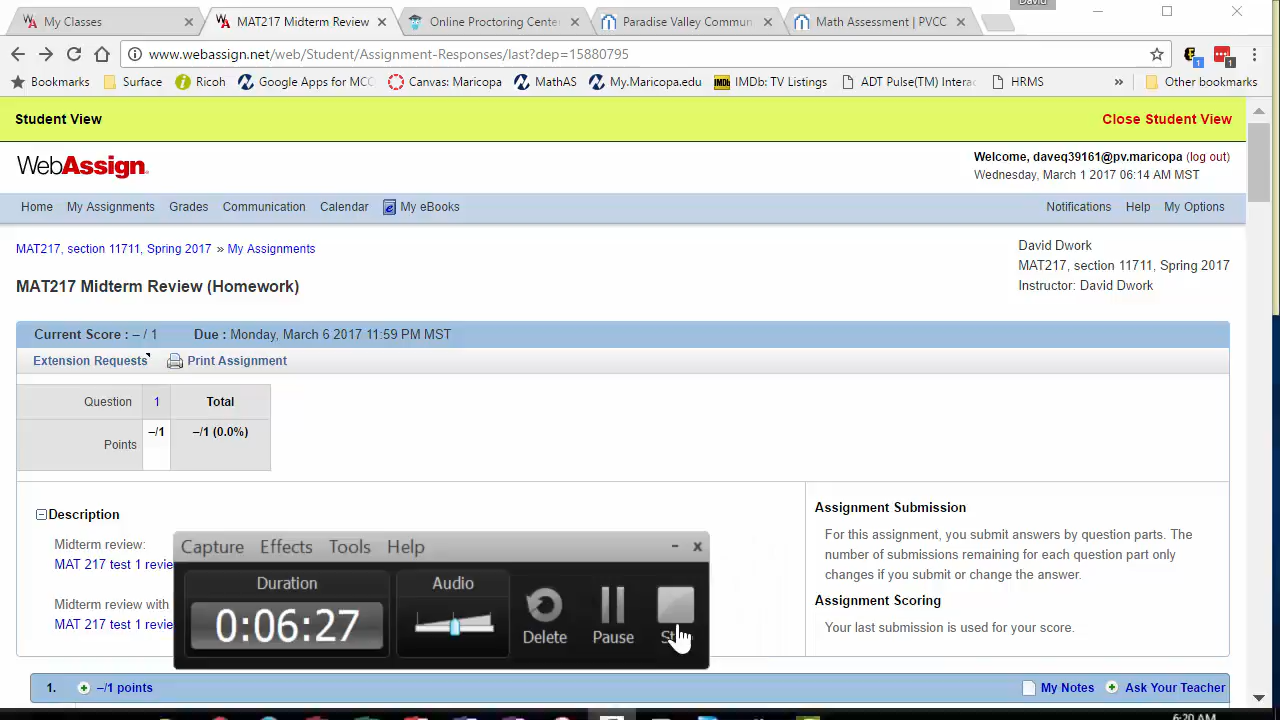 David
My Classes
MAT217 Midterm Review
Online Proctoring Cente
Paradise Valley Commun
Math Assessment | PVCC
www.webassign.net/web/Student/Assignment-Responses/last?dep=15880795
1
1
Bookmarks
Surface
Ricoh
Google Apps for MCC
Canvas: Maricopa
MathAS
My.Maricopa.edu
IMDb: TV Listings
ADT Pulse(TM) Intera
HRMS
»
Other bookmarks
Student View
Close Student View
WebAssign
Welcome, daveq39161@pv.maricopa (log out)
Wednesday, March 1 2017 06:14 AM MST
Home
My Assignments
Grades
Communication
Calendar
My eBooks
Notifications
Help
My Options
MAT217, section 11711, Spring 2017 » My Assignments
David Dwork
MAT217, section 11711, Spring 2017
Instructor: David Dwork
MAT217 Midterm Review (Homework)
Current Score : – / 1
Due : Monday, March 6 2017 11:59 PM MST
Extension Requests
Print Assignment
Question 1 Total
Points –/1 –/1 (0.0%)
Description
Midterm review:
MAT 217 test 1 revie
Midterm review with
MAT 217 test 1 revie
Assignment Submission
For this assignment, you submit answers by question parts. The
number of submissions remaining for each question part only
changes if you submit or change the answer.
Assignment Scoring
Your last submission is used for your score.
Capture Effects Tools Help
Duration
0:06:27
Audio
Delete
Pause
1. –/1 points
My Notes
Ask Your Teacher
6:20 AM